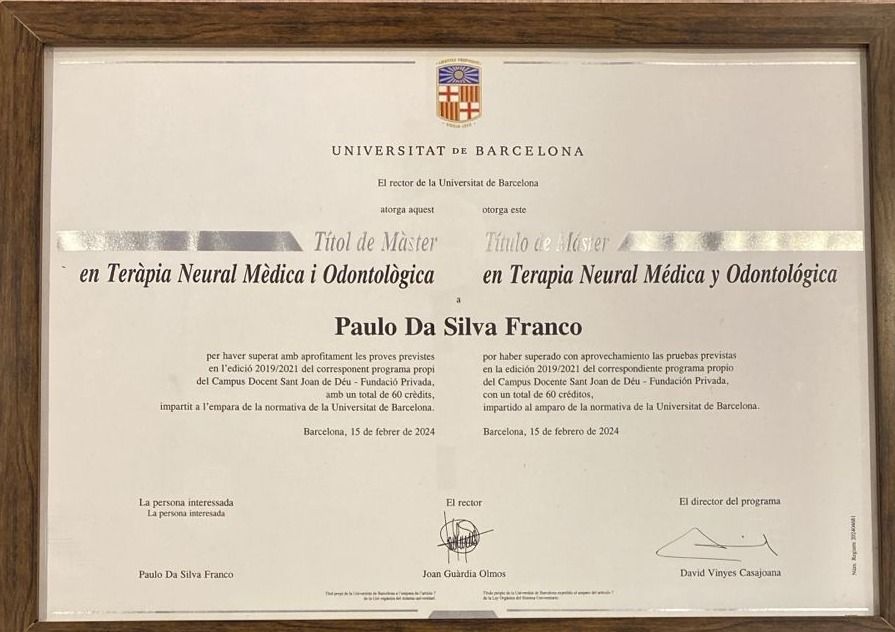 UNIVERSITAT DE BARCELONA
El rector de la Universitat de Barcelona
atorga aquest
Títol de Màster
en Teràpia Neural Mèdica i Odontològica
otorga este
Título de Máster
en Terapia Neural Médica y Odontológica
a
Paulo Da Silva Franco
per haver superat amb aprofitament les proves previstes
en l'edició 2019/2021 del corresponent programa propi
del Campus Docent Sant Joan de Déu - Fundació Privada,
amb un total de 60 crèdits,
impartit a l'empara de la normativa de la Universitat de Barcelona.
Barcelona, 15 de febrer de 2024
por haber superado con aprovechamiento las pruebas previstas
en la edición 2019/2021 del correspondiente programa propio
del Campus Docente Sant Joan de Déu - Fundación Privada,
con un total de 60 créditos,
impartido al amparo de la normativa de la Universitat de Barcelona.
Barcelona, 15 de febrero de 2024
La persona interessada
La persona interesada
Paulo Da Silva Franco
El rector
Joan Guàrdia Olmos
El director del programa
David Vinyes Casajoana